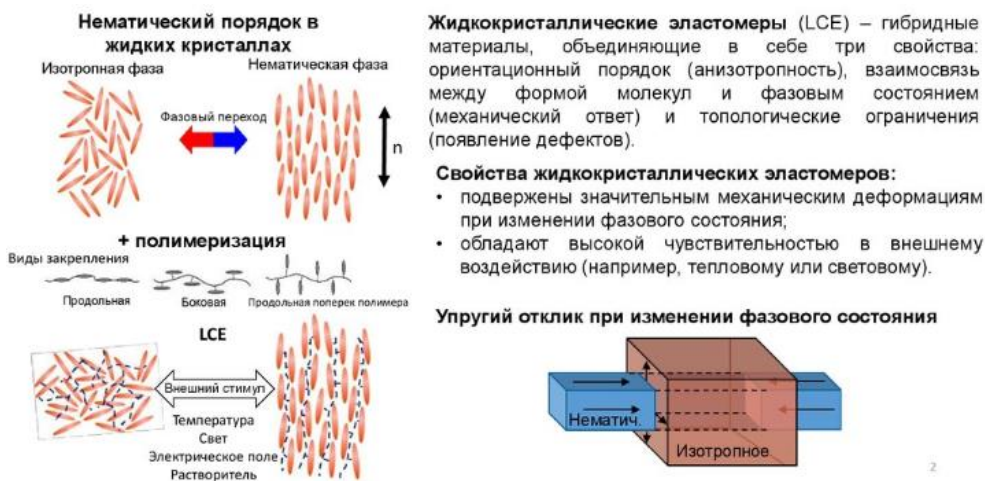 Нематический порядок в
жидких кристаллах
Изотропная фаза
Нематическая фаза
Фазовый переход
n
+ полимеризация
Виды закрепления
Продольная
Боковая
Продольная поперек полимера
LCE
Внешний стимул
Температура
Свет
Электрическое поле
Растворитель
Жидкокристаллические эластомеры (LCE) – гибридные
материалы, объединяющие в себе три свойства:
ориентационный порядок (анизотропность), взаимосвязь
между формой молекул и фазовым состоянием
(механический ответ) и топологические ограничения
(появление дефектов).
Свойства жидкокристаллических эластомеров:
• подвержены значительным механическим деформациям
при изменении фазового состояния;
• обладают высокой чувствительностью в внешнему
воздействию (например, тепловому или световому).
Упругий отклик при изменении фазового состояния
Нематич.
Изотропное
2